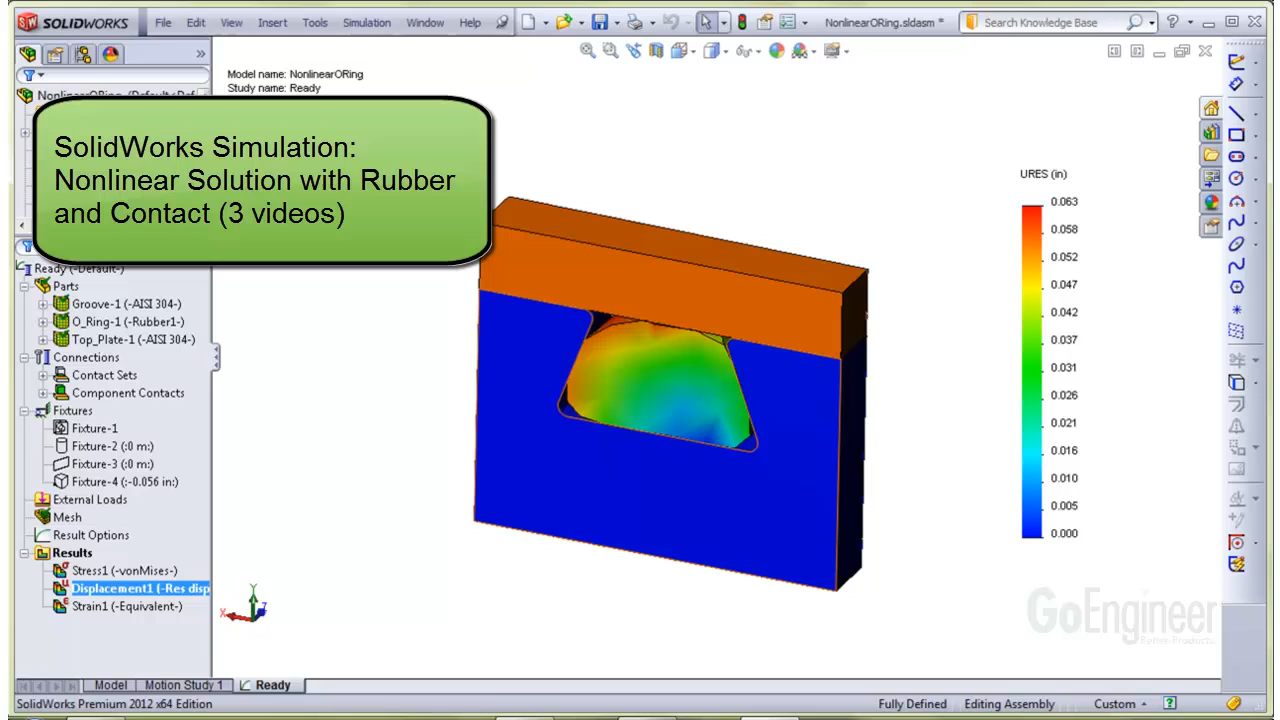 SOLIDWORKS File Edit View Insert Tools Simulation Window Help NonlinearORing.sldasm * Search Knowledge Base
Model name: NonlinearORing
Study name: Ready
SolidWorks Simulation:
Nonlinear Solution with Rubber
and Contact (3 videos)
URES (in)
0.063
0.058
0.052
0.047
0.042
0.037
0.031
0.026
0.021
0.016
0.010
0.005
0.000
Ready (-Default-)
Parts
Groove-1 (-AISI 304-)
O_Ring-1 (-Rubber1-)
Top_Plate-1 (-AISI 304-)
Connections
Contact Sets
Component Contacts
Fixtures
Fixture-1
Fixture-2 (:0 m:)
Fixture-3 (:0 m:)
Fixture-4 (:-0.056 in:)
External Loads
Mesh
Result Options
Results
Stress1 (-vonMises-)
Displacement1 (-Res disp
Strain1 (-Equivalent-)
Y
X
Z
GoEngineer
Model Motion Study 1 Ready
SolidWorks Premium 2012 x64 Edition Fully Defined Editing Assembly Custom